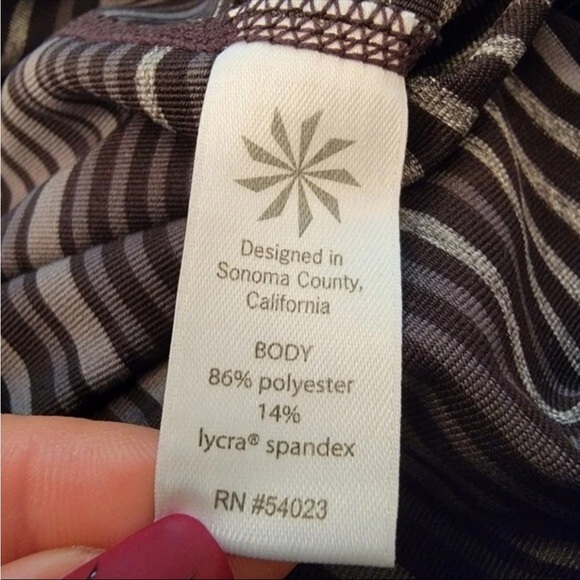 Designed in
Sonoma County,
California
BODY
86% polyester
14%
lycra® spandex
RN #54023